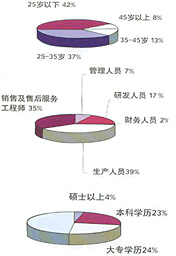 25岁以下 42%
45岁以上 8%
35-45岁 13%
25-35岁 37%
管理人员 7%
销售及售后服务
工程师 35%
研发人员 17%
财务人员 2%
生产人员39%
硕士以上4%
本科学历23%
大专学历24%